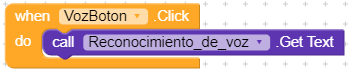 when VozBoton .Click
do call Reconocimiento_de_voz .Get Text